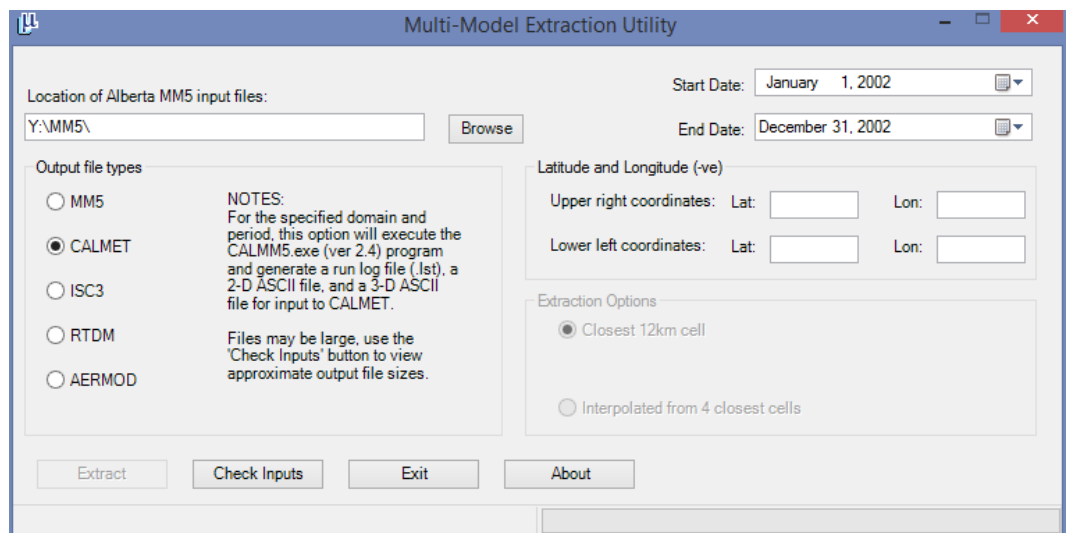 µ
Multi-Model Extraction Utility
Location of Alberta MM5 input files:
Y:\MM5\
Browse
Start Date: January 1, 2002
End Date: December 31, 2002
Output file types
MM5
CALMET
ISC3
RTDM
AERMOD
NOTES:
For the specified domain and
period, this option will execute the
CALMM5.exe (ver 2.4) program
and generate a run log file (.lst), a
2-D ASCII file, and a 3-D ASCII
file for input to CALMET.
Files may be large, use the
'Check Inputs' button to view
approximate output file sizes.
Latitude and Longitude (-ve)
Upper right coordinates: Lat: Lon:
Lower left coordinates: Lat: Lon:
Extraction Options
Closest 12km cell
Interpolated from 4 closest cells
Extract
Check Inputs
Exit
About